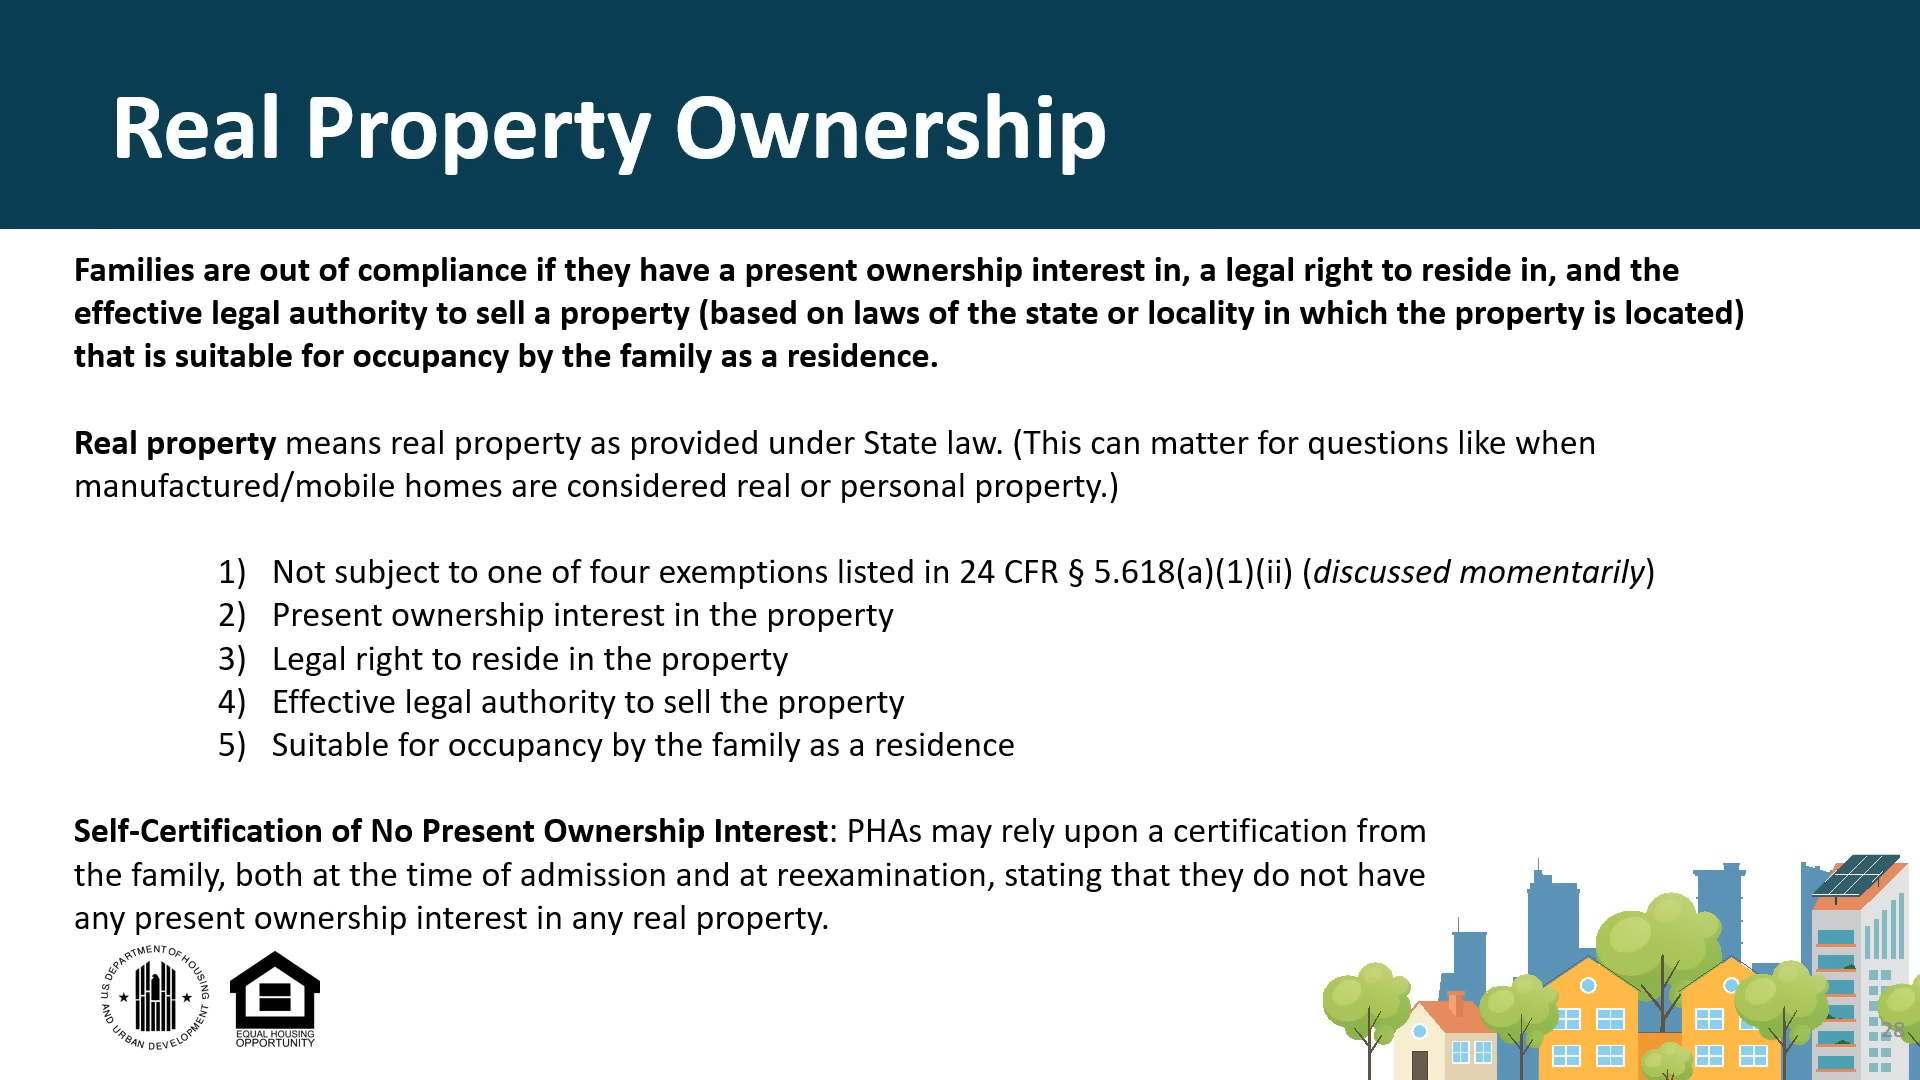 Real Property Ownership
Families are out of compliance if they have a present ownership interest in, a legal right to reside in, and the
effective legal authority to sell a property (based on laws of the state or locality in which the property is located)
that is suitable for occupancy by the family as a residence.
Real property means real property as provided under State law. (This can matter for questions like when
manufactured/mobile homes are considered real or personal property.)
1) Not subject to one of four exemptions listed in 24 CFR § 5.618(a)(1)(ii) (discussed momentarily)
2) Present ownership interest in the property
3) Legal right to reside in the property
4) Effective legal authority to sell the property
5) Suitable for occupancy by the family as a residence
Self-Certification of No Present Ownership Interest: PHAs may rely upon a certification from
the family, both at the time of admission and at reexamination, stating that they do not have
any present ownership interest in any real property.
U.S. DEPARTMENT OF HOUSING
AND URBAN DEVELOPMENT
EQUAL HOUSING
OPPORTUNITY
28